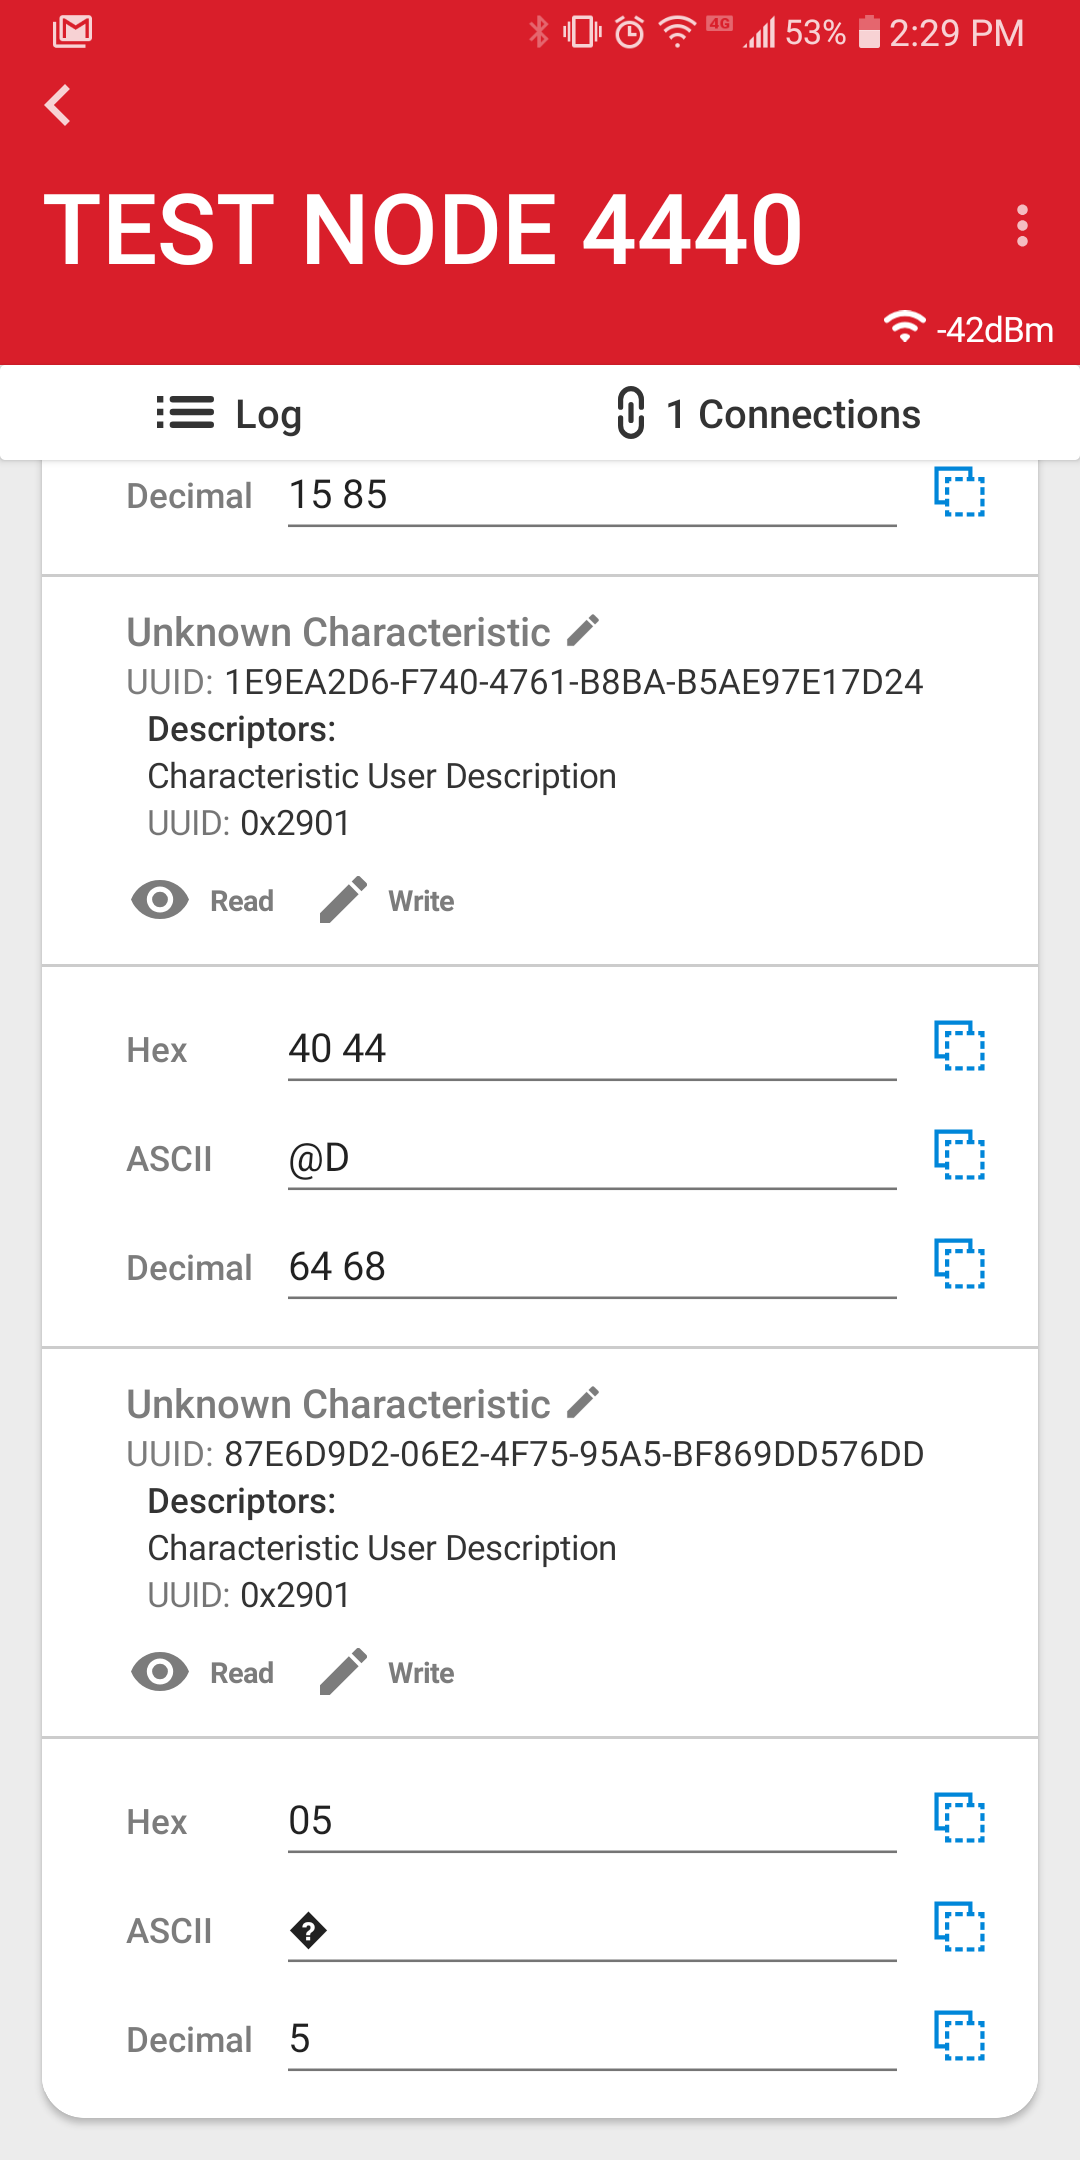 4G 53% 2:29 PM
TEST NODE 4440
-42dBm
Log 1 Connections
Decimal 15 85
Unknown Characteristic
UUID: 1E9EA2D6-F740-4761-B8BA-B5AE97E17D24
Descriptors:
Characteristic User Description
UUID: 0x2901
Read Write
Hex 40 44
ASCII @D
Decimal 64 68
Unknown Characteristic
UUID: 87E6D9D2-06E2-4F75-95A5-BF869DD576DD
Descriptors:
Characteristic User Description
UUID: 0x2901
Read Write
Hex 05
ASCII �
Decimal 5